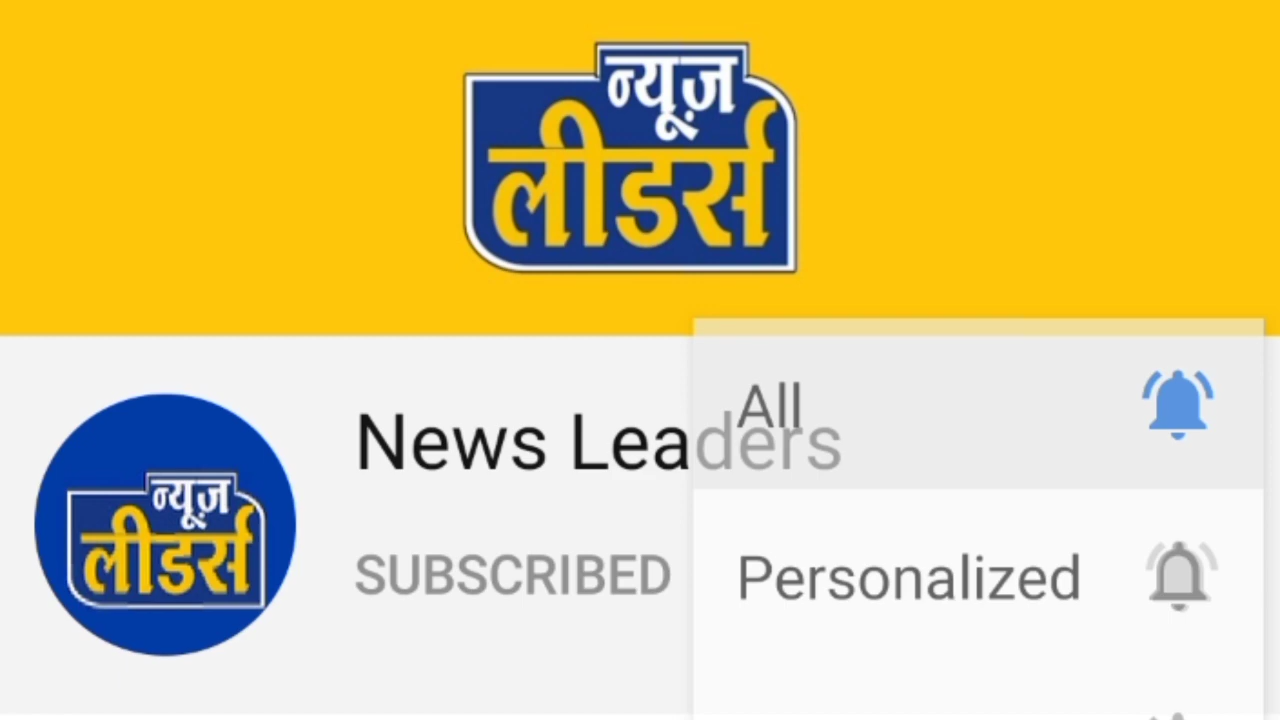 न्यूज़
लीडर्स
All
News Leaders
न्यूज़
लीडर्स
SUBSCRIBED
Personalized